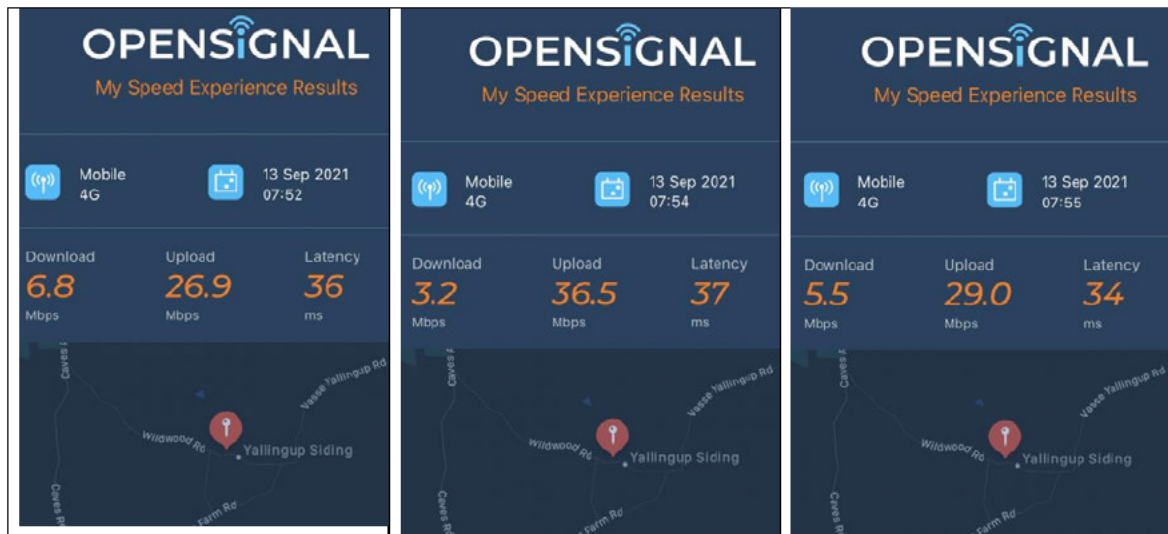 OPENSiGNAL
My Speed Experience Results
Mobile
4G
13 Sep 2021
07:52
Download
Upload
Latency
6.8
26.9
36
Mbps
Mbps
ms
Caves
Vasse Yallingup Rd
Wildwood Rd
Yallingup Siding
Caves
Farm Rd
OPENSiGNAL
My Speed Experience Results
Mobile
4G
13 Sep 2021
07:54
Download
Upload
Latency
3.2
36.5
37
Mbps
Mbps
ms
Caves
Vasse Yallingup Rd
Wildwood Rd
Yallingup Siding
Caves
Farm Rd
OPENSiGNAL
My Speed Experience Results
Mobile
4G
13 Sep 2021
07:55
Download
Upload
Latency
5.5
29.0
34
Mbps
Mbps
ms
Caves
Vasse Yallingup Rd
Wildwood Rd
Yallingup Siding
Caves
Farm Rd